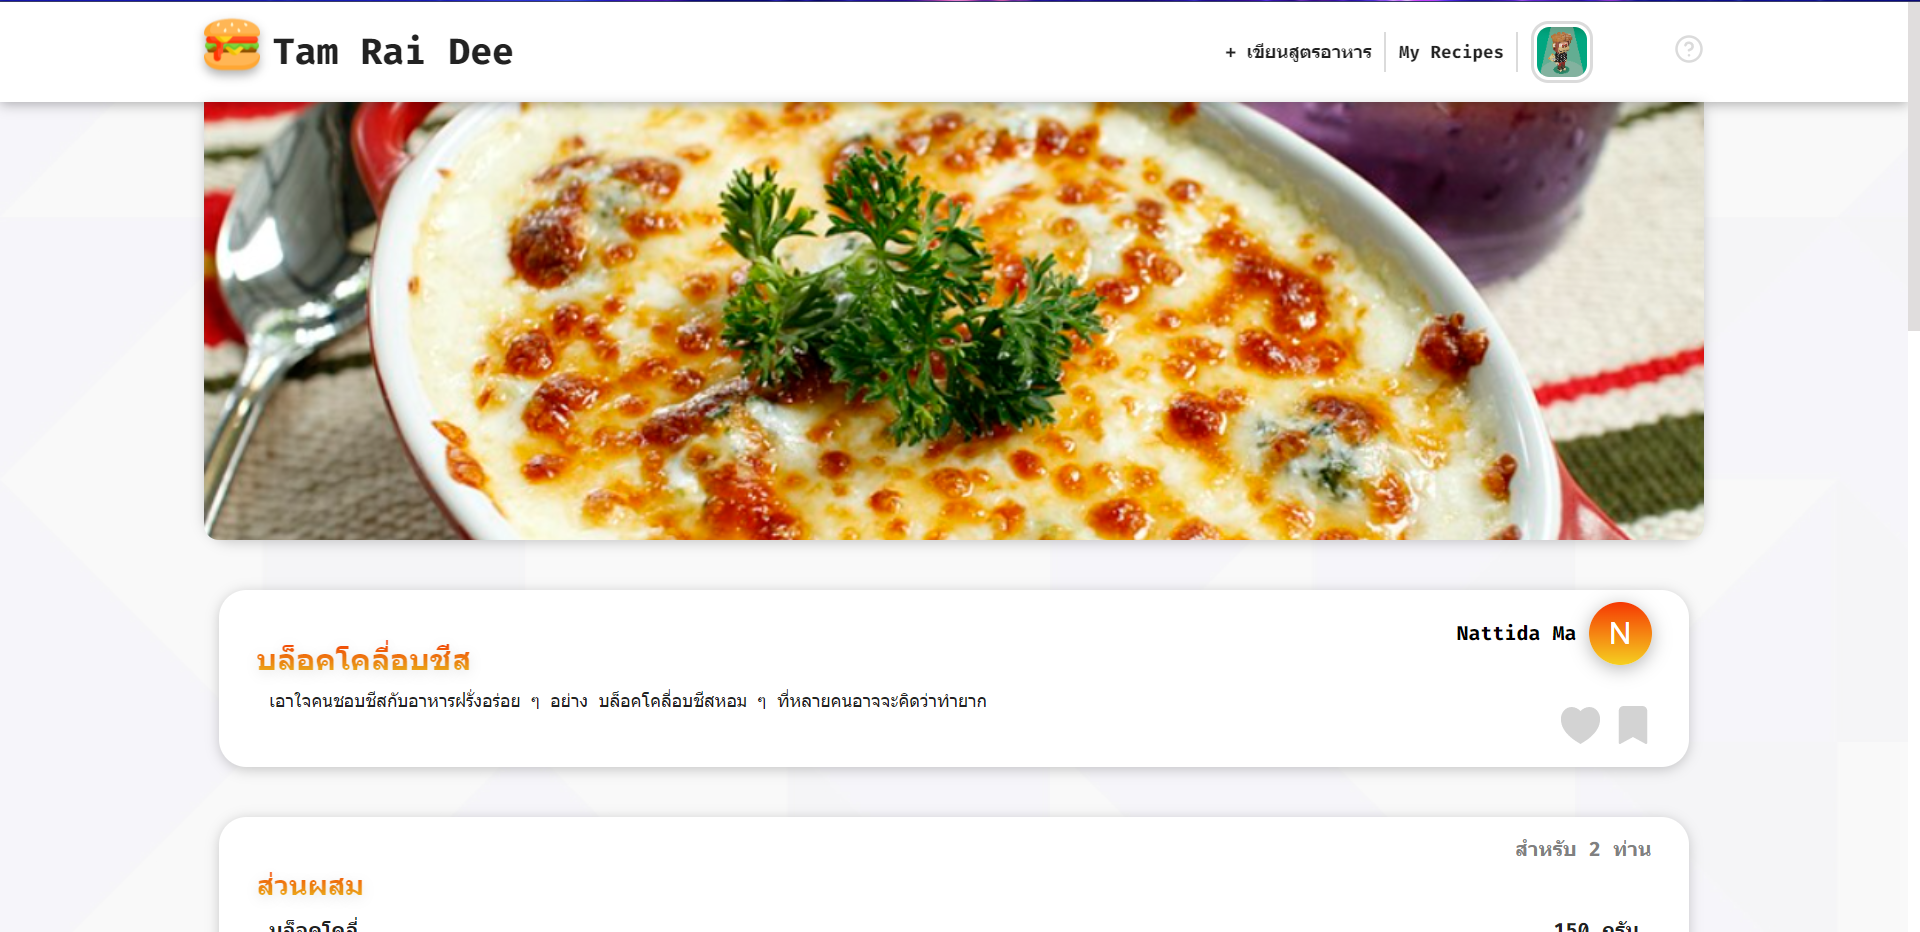 Tam Rai Dee
+ เขียนสูตรอาหาร
My Recipes
Nattida Ma
N
บล็อคโคลี่อบชีส
เอาใจคนชอบชีสกับอาหารฝรั่งอร่อย ๆ อย่าง บล็อคโคลี่อบชีสหอม ๆ ที่หลายคนอาจจะคิดว่าทำยาก
สำหรับ 2 ท่าน
ส่วนผสม
บล็อคโคลี่
150 กรัม